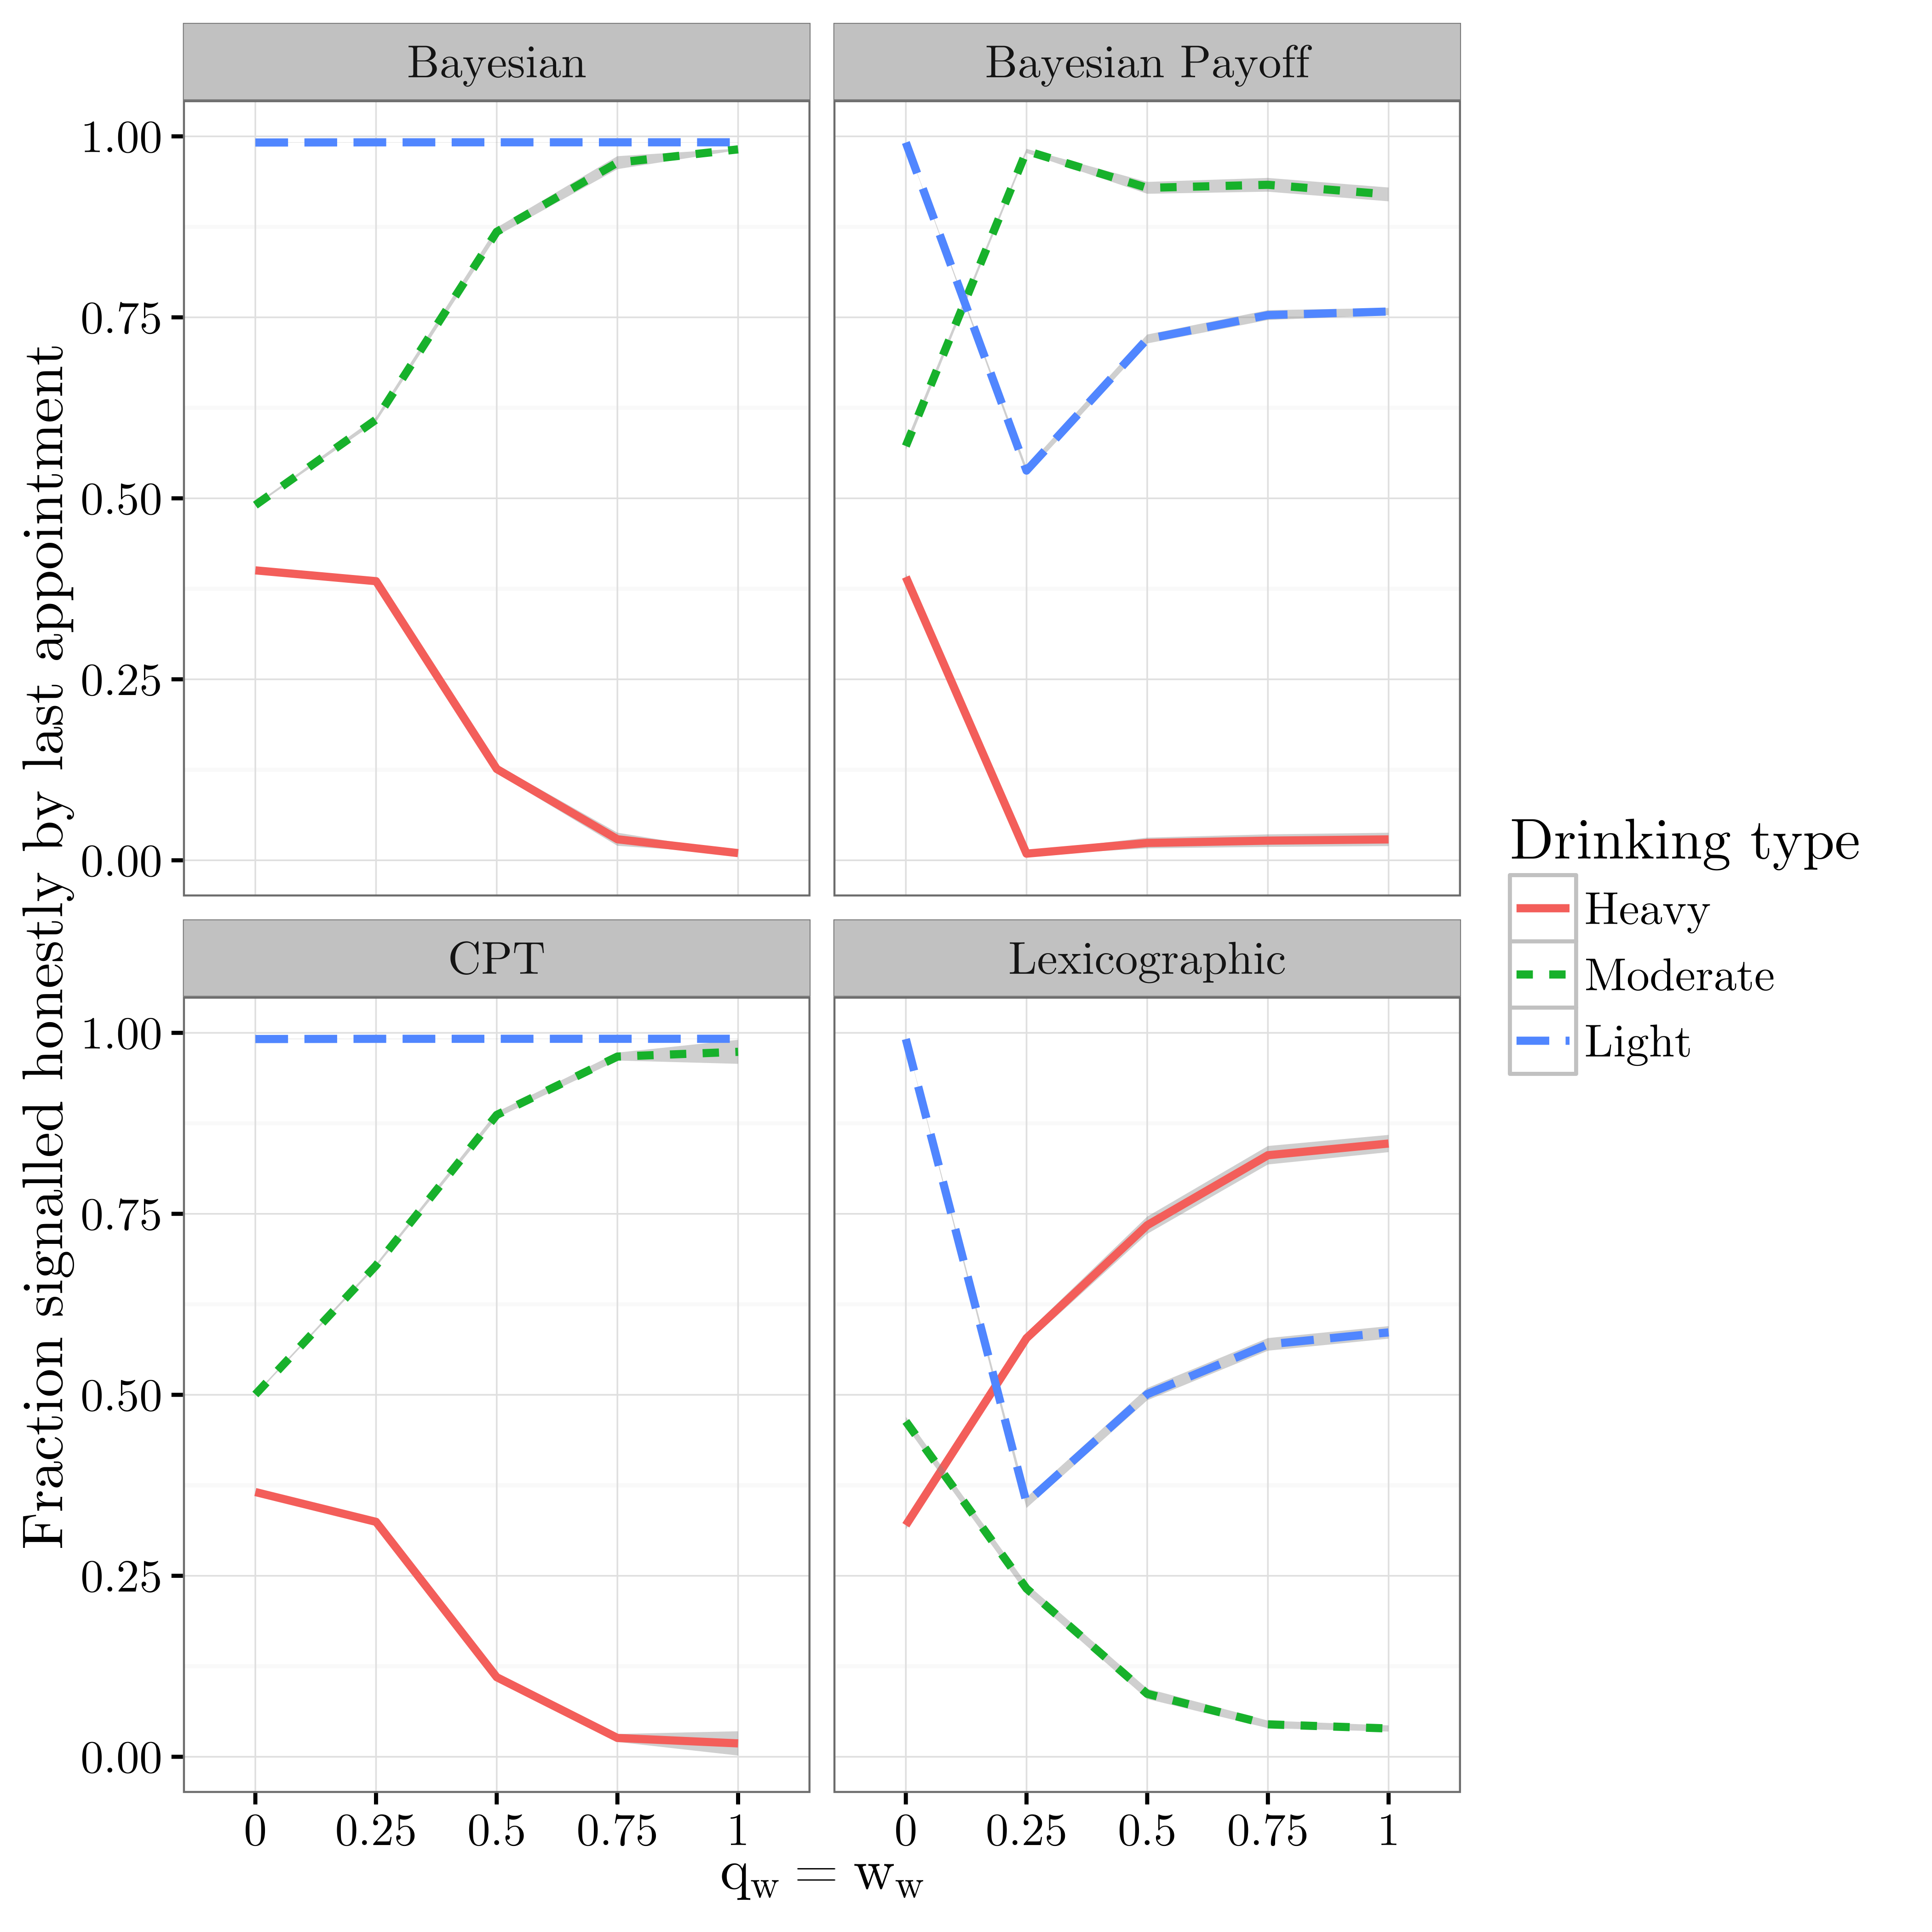 Bayesian
Bayesian Payoff
1.00
0.75
0.50
0.25
0.00
CPT
Lexicographic
1.00
0.75
0.50
0.25
0.00
0 0.25 0.5 0.75 1
0 0.25 0.5 0.75 1
q_w = w_w
Fraction signalled honestly by last appointment
Drinking type
Heavy
Moderate
Light